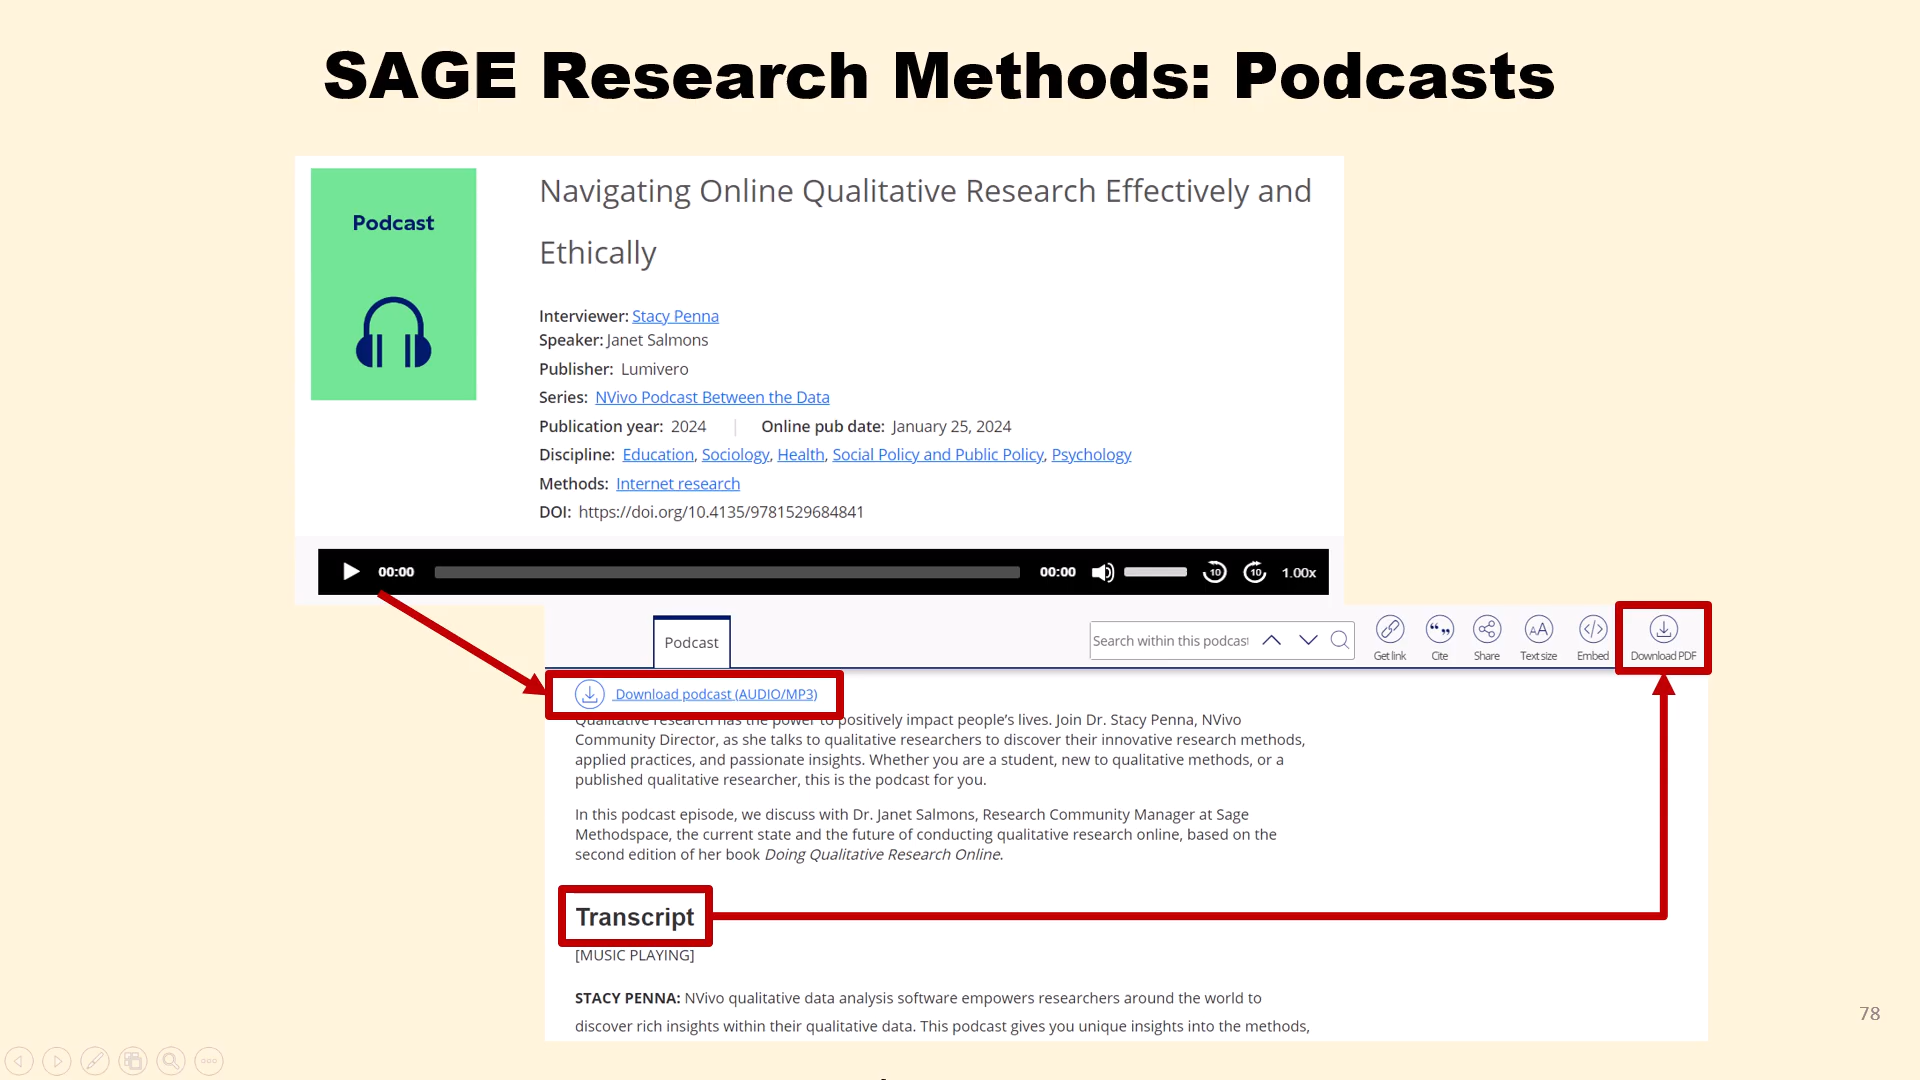 SAGE Research Methods: Podcasts
Podcast
Navigating Online Qualitative Research Effectively and
Ethically
Interviewer: Stacy Penna
Speaker: Janet Salmons
Publisher: Lumivero
Series: NVivo Podcast Between the Data
Publication year: 2024 | Online pub date: January 25, 2024
Discipline: Education, Sociology, Health, Social Policy and Public Policy, Psychology
Methods: Internet research
DOI: https://doi.org/10.4135/9781529684841
00:00 00:00 10 10 1.00x
Podcast
Search within this podcast
Get link Cite Share Text size Embed Download PDF
Download podcast (AUDIO/MP3)
Qualitative research has the power to positively impact people's lives. Join Dr. Stacy Penna, NVivo
Community Director, as she talks to qualitative researchers to discover their innovative research methods,
applied practices, and passionate insights. Whether you are a student, new to qualitative methods, or a
published qualitative researcher, this is the podcast for you.
In this podcast episode, we discuss with Dr. Janet Salmons, Research Community Manager at Sage
Methodspace, the current state and the future of conducting qualitative research online, based on the
second edition of her book Doing Qualitative Research Online.
Transcript
[MUSIC PLAYING]
STACY PENNA: NVivo qualitative data analysis software empowers researchers around the world to
discover rich insights within their qualitative data. This podcast gives you unique insights into the methods,
78